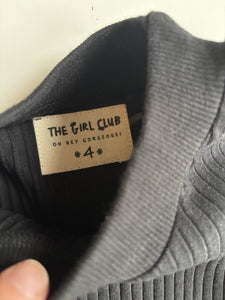 THE GIRL CLUB
OH HEY GORGEOUS!
*4*